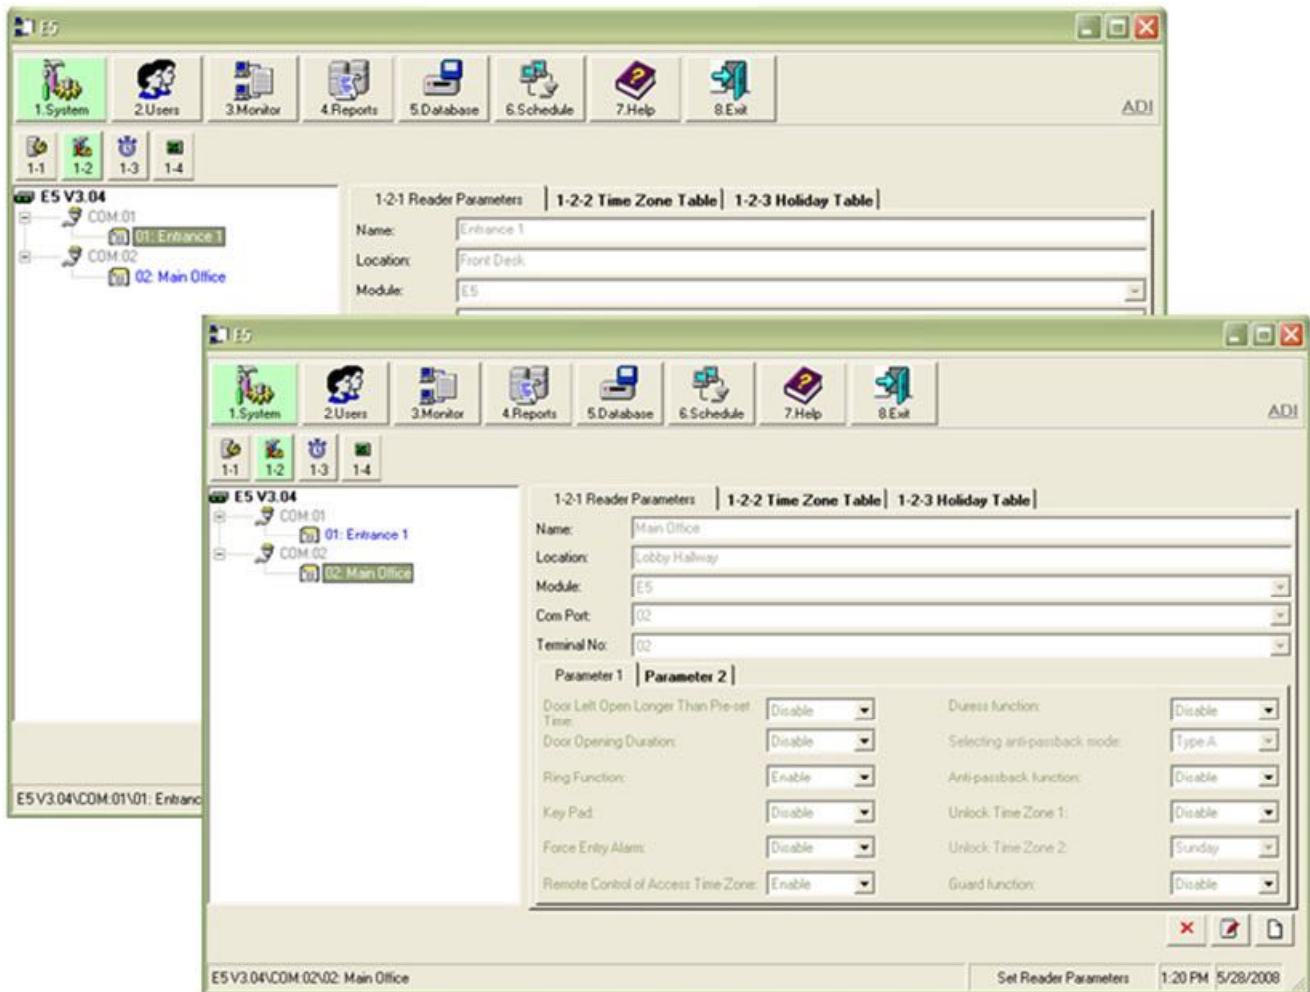 E5
1.System 2.Users 3.Monitor 4.Reports 5.Database 6.Schedule 7.Help 8.Exit ADI
1-1 1-2 1-3 1-4
E5 V3.04
COM:01
01: Entrance 1
COM:02
02: Main Office
1-2-1 Reader Parameters 1-2-2 Time Zone Table 1-2-3 Holiday Table
Name: Entrance 1
Location: Front Desk
Module: E5
E5 V3.04\COM:01\01: Entranc
E5
1.System 2.Users 3.Monitor 4.Reports 5.Database 6.Schedule 7.Help 8.Exit ADI
1-1 1-2 1-3 1-4
E5 V3.04
COM:01
01: Entrance 1
COM:02
02: Main Office
1-2-1 Reader Parameters 1-2-2 Time Zone Table 1-2-3 Holiday Table
Name: Main Office
Location: Lobby Hallway
Module: E5
Com Port: 02
Terminal No: 02
Parameter 1 Parameter 2
Door Left Open Longer Than Pre-set Time: Disable Duress function: Disable
Door Opening Duration: Disable Selecting anti-passback mode: Type A
Ring Function: Enable Anti-passback function: Disable
Key Pad: Disable Unlock Time Zone 1: Disable
Force Entry Alarm: Disable Unlock Time Zone 2: Sunday
Remote Control of Access Time Zone: Enable Guard function: Disable
E5 V3.04\COM:02\02: Main Office Set Reader Parameters 1:20 PM 5/28/2008